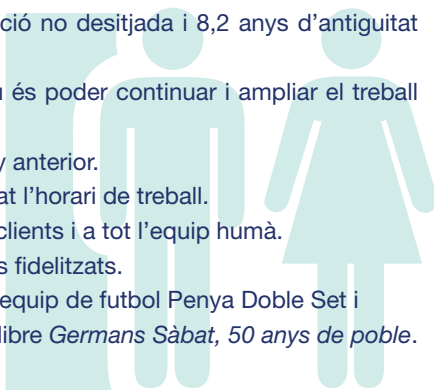 ció no desitjada i 8,2 anys d’antiguitat
és poder continuar i ampliar el treball
anterior.
at l’horari de treball.
clients i a tot l’equip humà.
s fidelitzats.
equip de futbol Penya Doble Set i
llibre Germans Sàbat, 50 anys de poble.